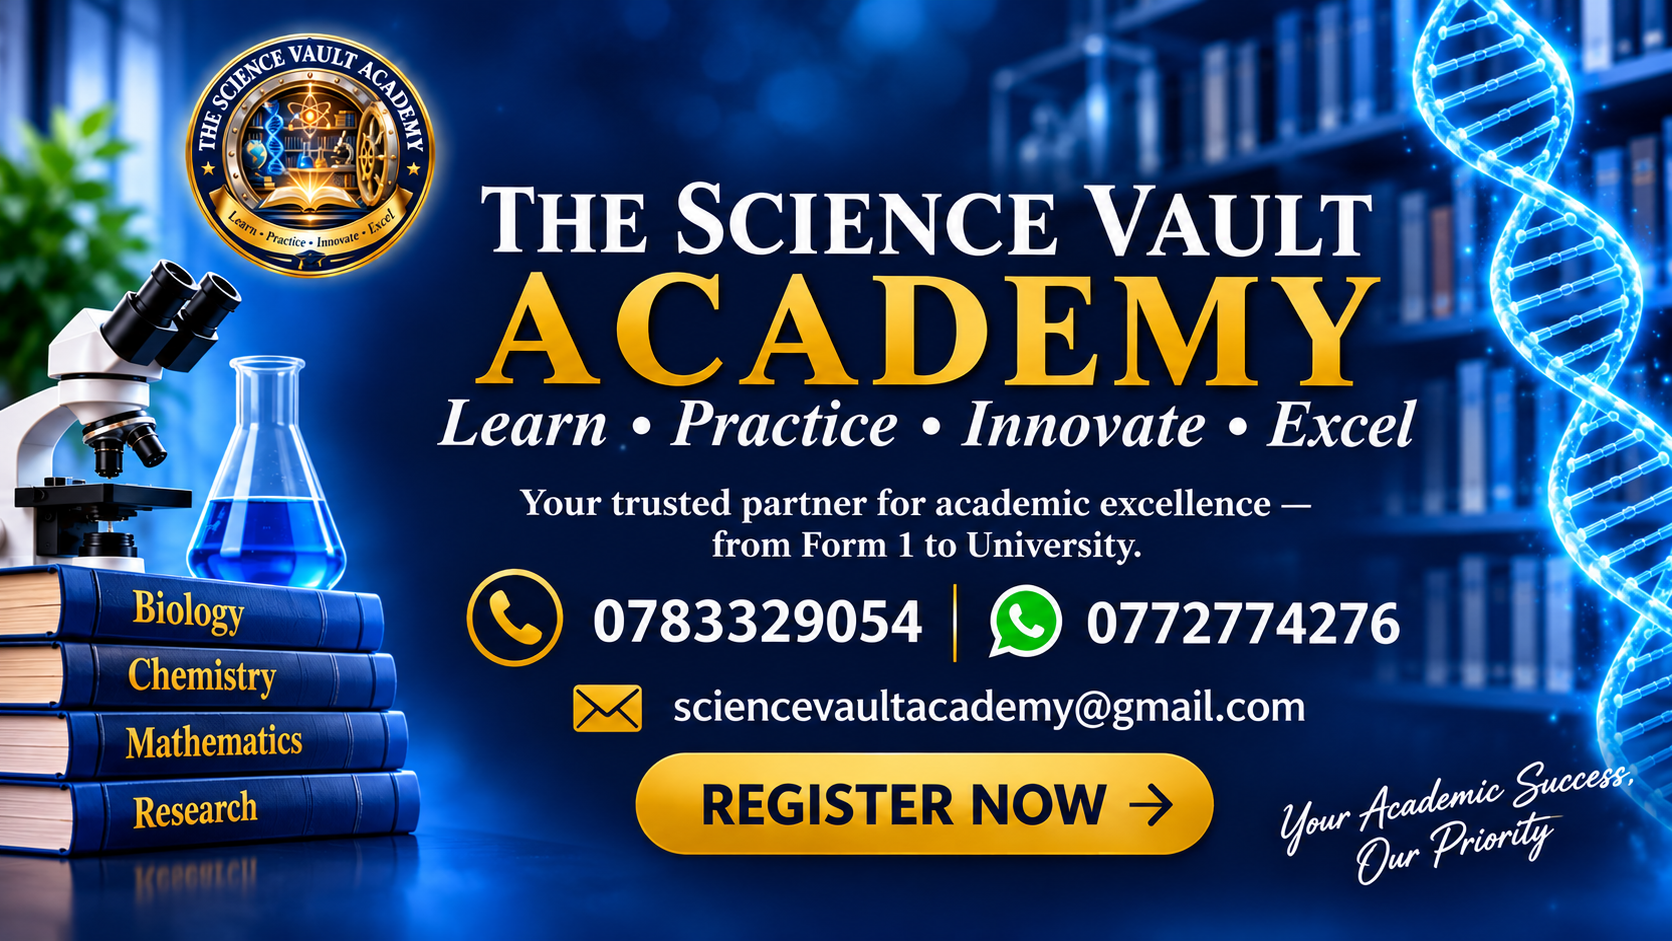 THE SCIENCE VAULT ACADEMY
Learn • Practice • Innovate • Excel
THE SCIENCE VAULT
ACADEMY
Learn • Practice • Innovate • Excel
Your trusted partner for academic excellence —
from Form 1 to University.
0783329054
0772774276
sciencevaultacademy@gmail.com
REGISTER NOW →
Biology
Chemistry
Mathematics
Research
Your Academic Success,
Our Priority